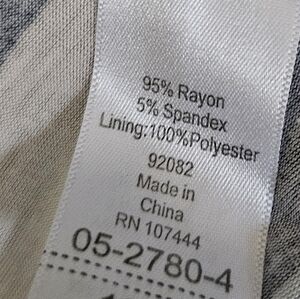 95% Rayon
5% Spandex
Lining:100%Polyester
92082
Made in
China
RN 107444
05-2780-4